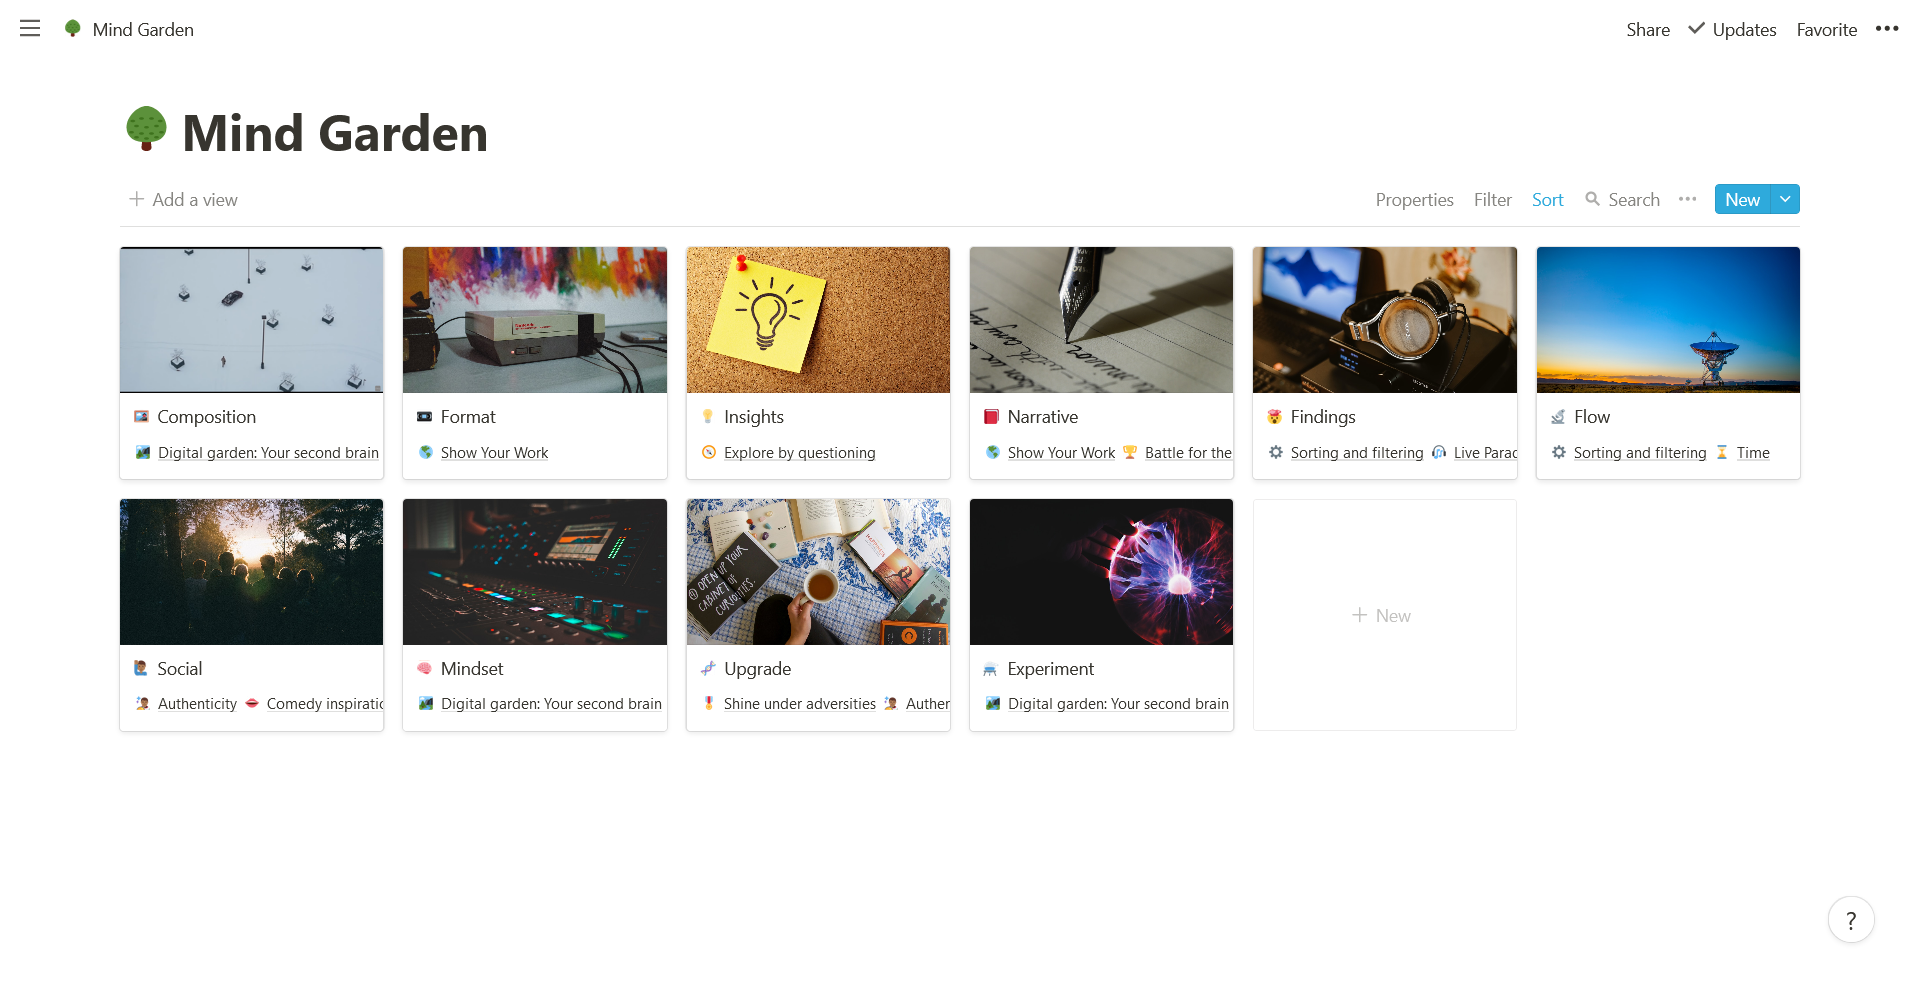 Mind Garden
Share Updates Favorite
Mind Garden
Add a view
Properties Filter Sort Search New
OPEN UP YOUR
CABINET OF
CURIOSITIES.
Composition
Digital garden: Your second brain
Format
Show Your Work
Insights
Explore by questioning
Narrative
Show Your Work Battle for the
Findings
Sorting and filtering Live Parad
Flow
Sorting and filtering Time
Social
Authenticity Comedy inspiratio
Mindset
Digital garden: Your second brain
Upgrade
Shine under adversities Auther
Experiment
Digital garden: Your second brain
New
?